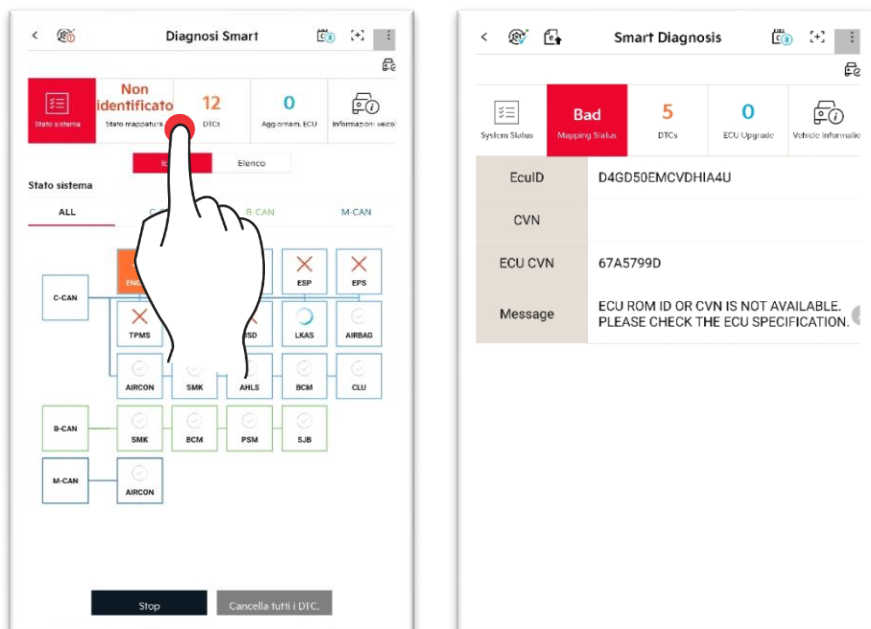 Diagnosi Smart
Non
identificato
12
0
Stato sistema
Stato mappatura
DTCs
Aggiornam. ECU
Informazioni veicol
Elenco
Stato sistema
ALL
B-CAN
M-CAN
C-CAN
ESP
EPS
TPMS
LKAS
AIRBAG
AIRCON
SMK
AHLS
BCM
CLU
B-CAN
SMK
BCM
PSM
SJB
M-CAN
AIRCON
Stop
Cancella tutti i DTC.
Smart Diagnosis
Bad
5
0
System Status
Mapping Status
DTCs
ECU Upgrade
Vehicle Informatio
EcuID
D4GD50EMCVDHIA4U
CVN
ECU CVN
67A5799D
Message
ECU ROM ID OR CVN IS NOT AVAILABLE.
PLEASE CHECK THE ECU SPECIFICATION.